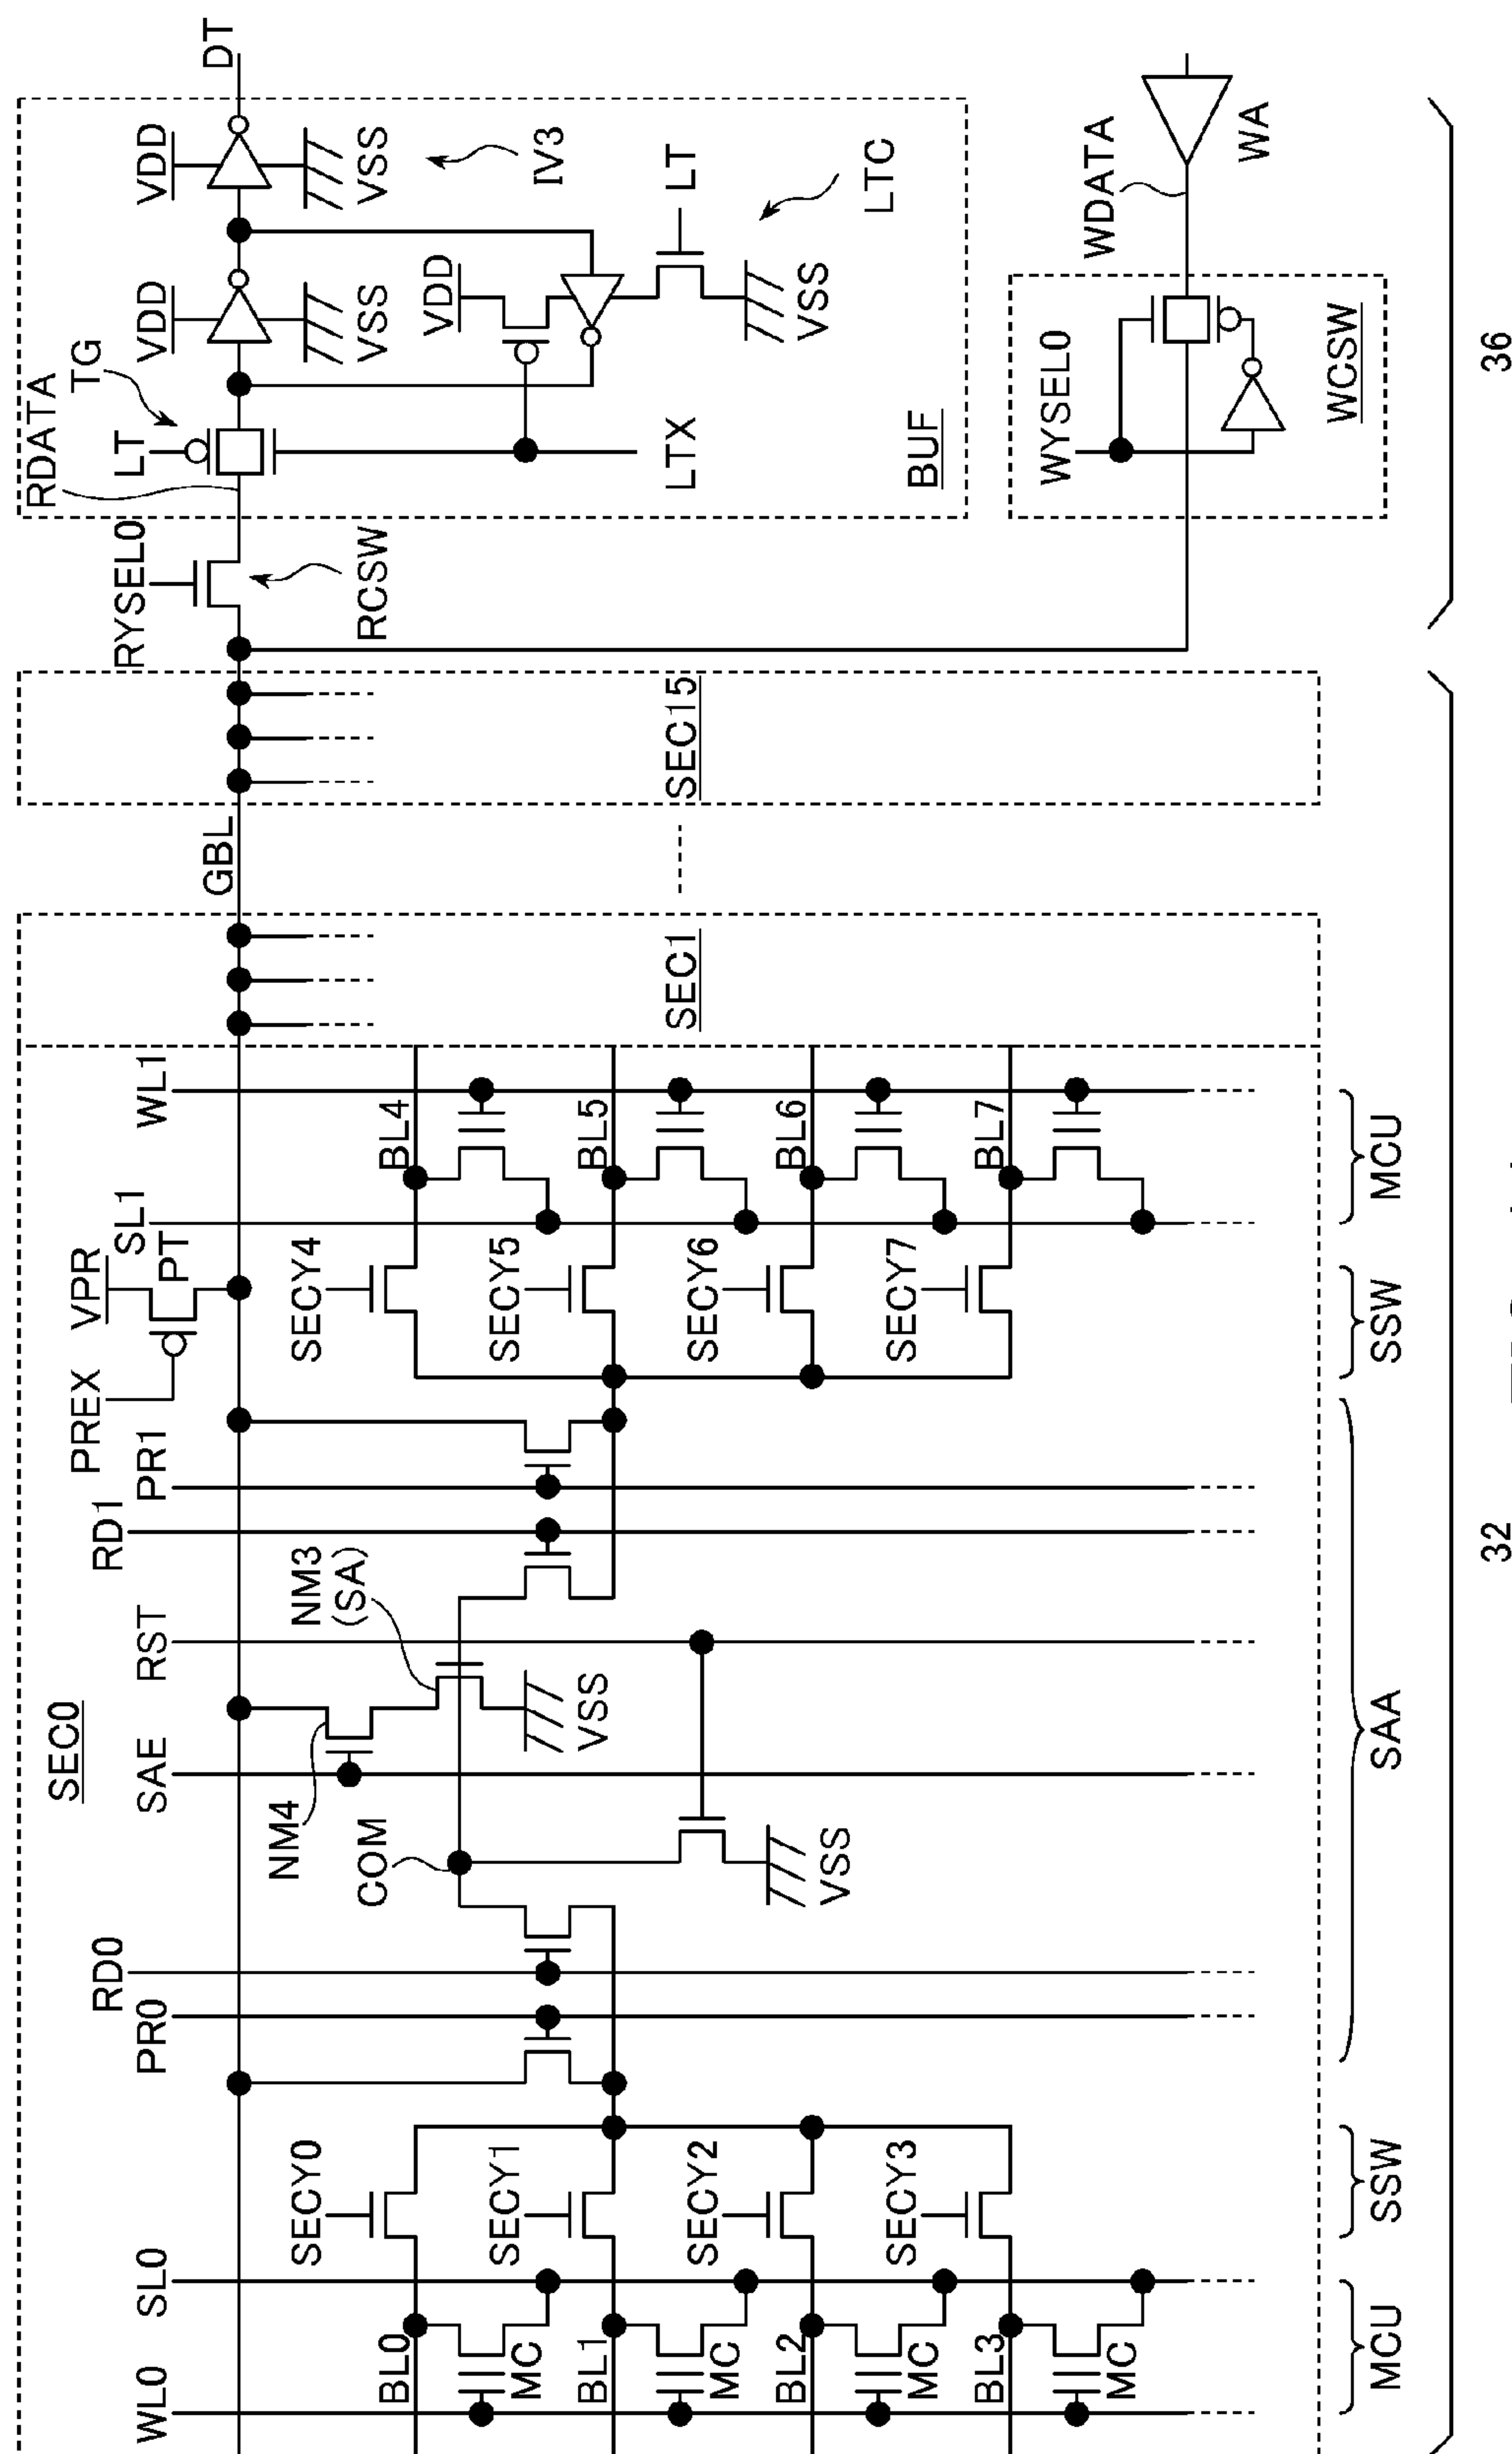 SEC0
WL0
SL0
PR0
RD0
SAE
RST
RD1
PR1
PREX
VPR
PT
SL1
WL1
GBL
RYSEL0
RDATA
LT
TG
VDD
VDD
DT
NM4
NM3
(SA)
COM
VSS
VSS
RCSW
VSS
VSS
IV3
VDD
LT
LTC
VSS
LTX
BUF
SECY0
SECY1
SECY2
SECY3
BL0
BL1
BL2
BL3
MC
MC
MC
MC
SECY4
SECY5
SECY6
SECY7
BL4
BL5
BL6
BL7
SEC1
SEC15
WYSEL0
WDATA
WA
WCSW
MCU
SSW
SAA
SSW
MCU
32
36